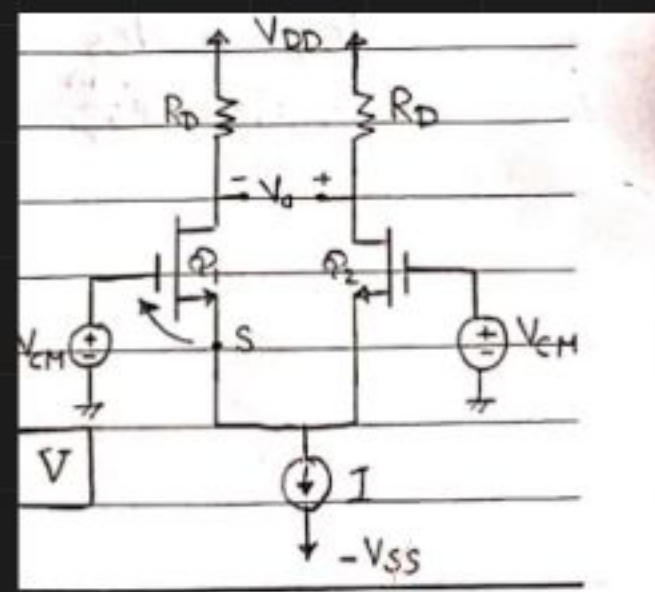 VDD
RD RD
- Vo +
Q1 Q2
VCM + - S + - VCM
V
I
-VSS